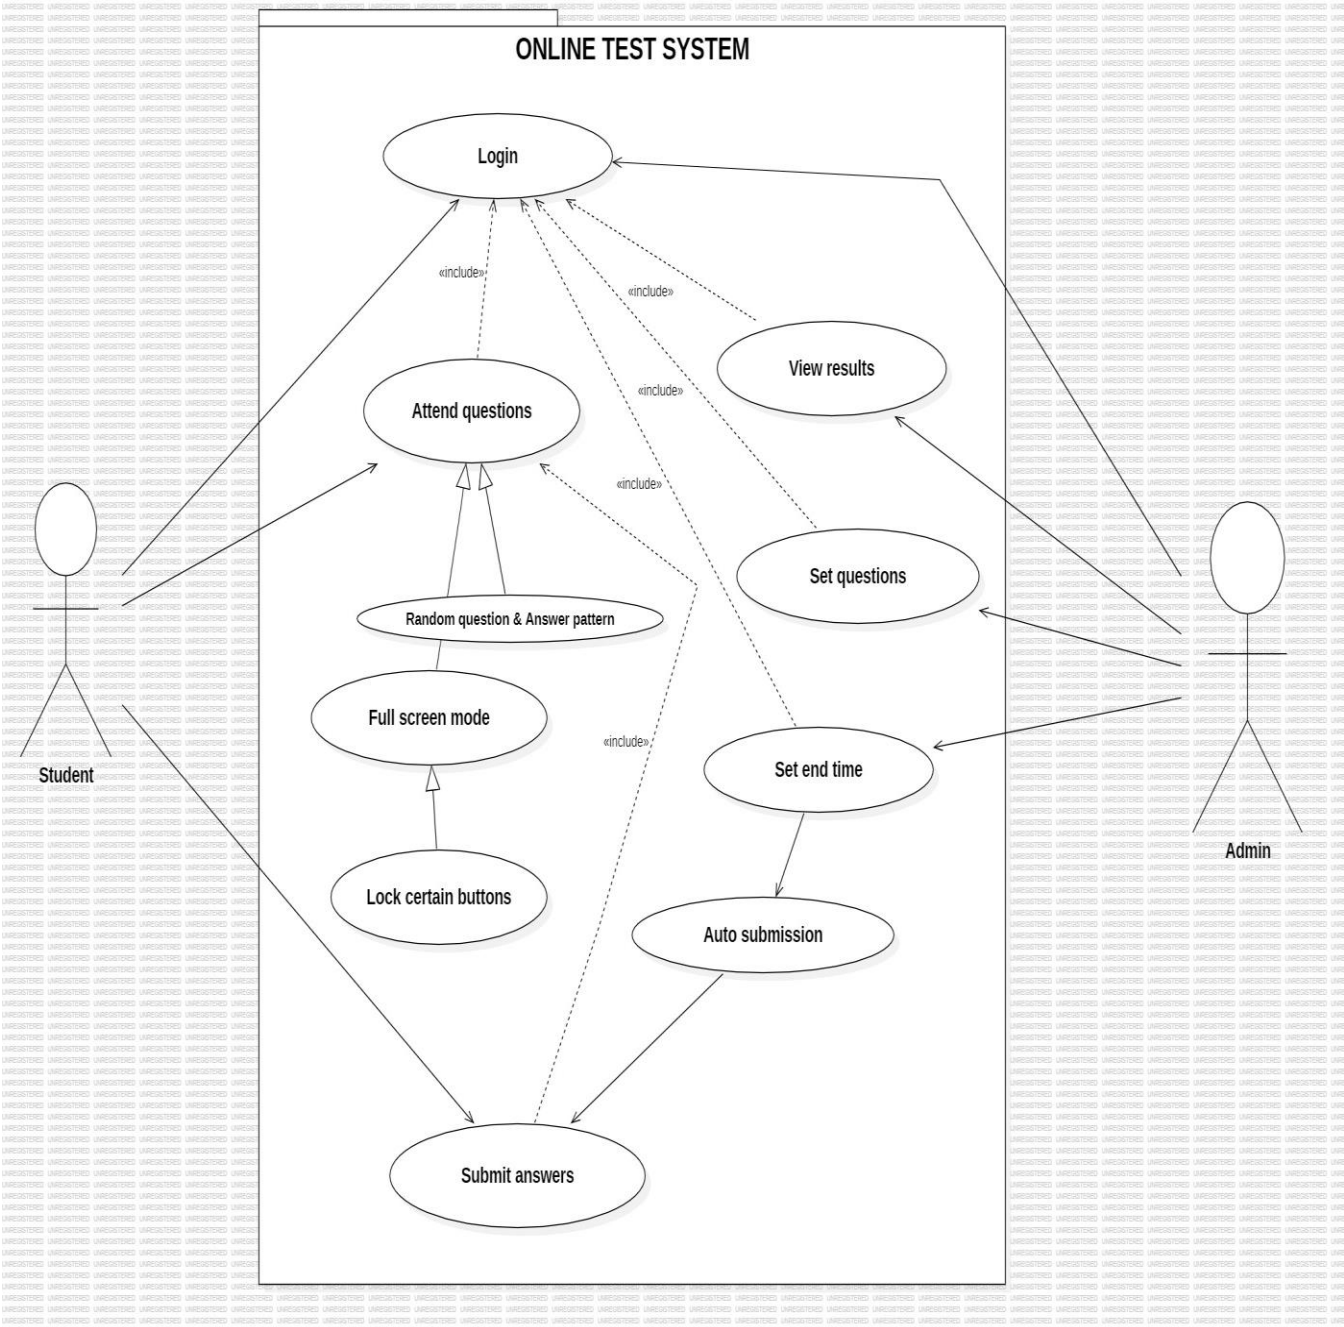 ONLINE TEST SYSTEM
Login
«include»
«include»
View results
«include»
Attend questions
«include»
Set questions
Random question & Answer pattern
Full screen mode
«include»
Set end time
Student
Admin
Lock certain buttons
Auto submission
Submit answers
UNREGISTERED